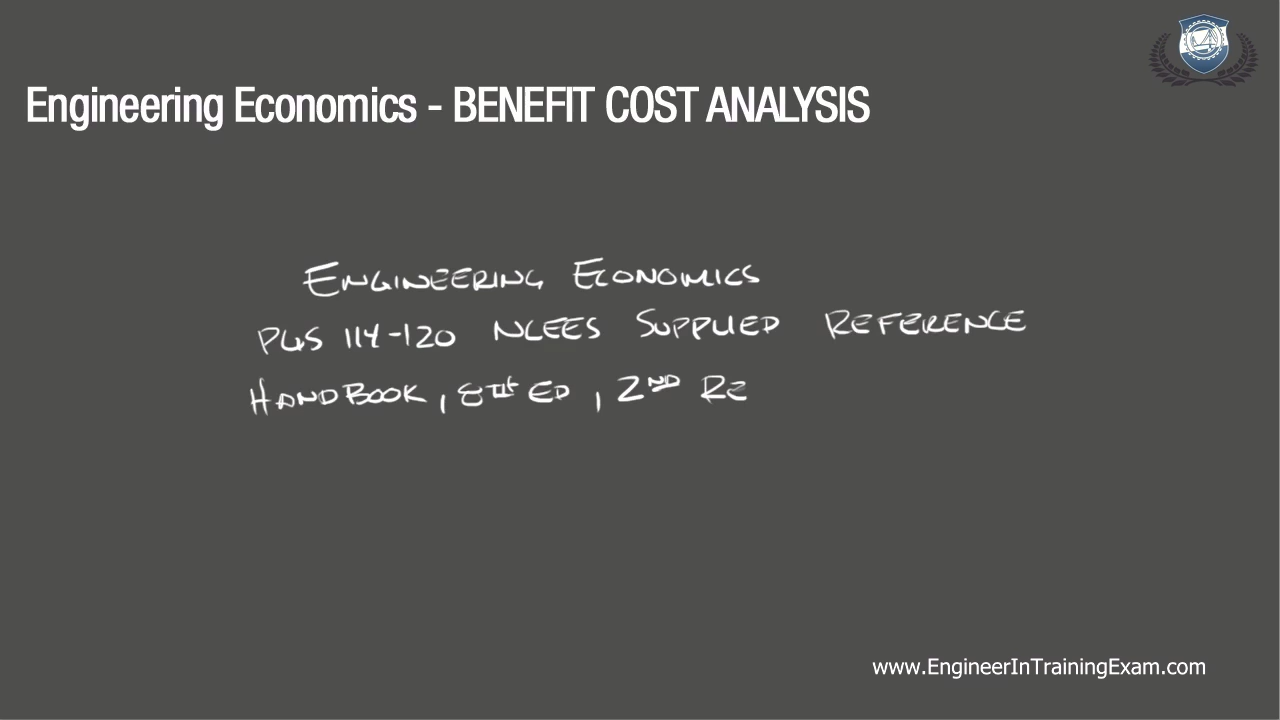 Engineering Economics - BENEFIT COST ANALYSIS
ENGINEERING ECONOMICS
PGS 114-120 NCEES SUPPLIED REFERENCE
HANDBOOK, 8TH ED, 2ND RE
www.EngineerInTrainingExam.com